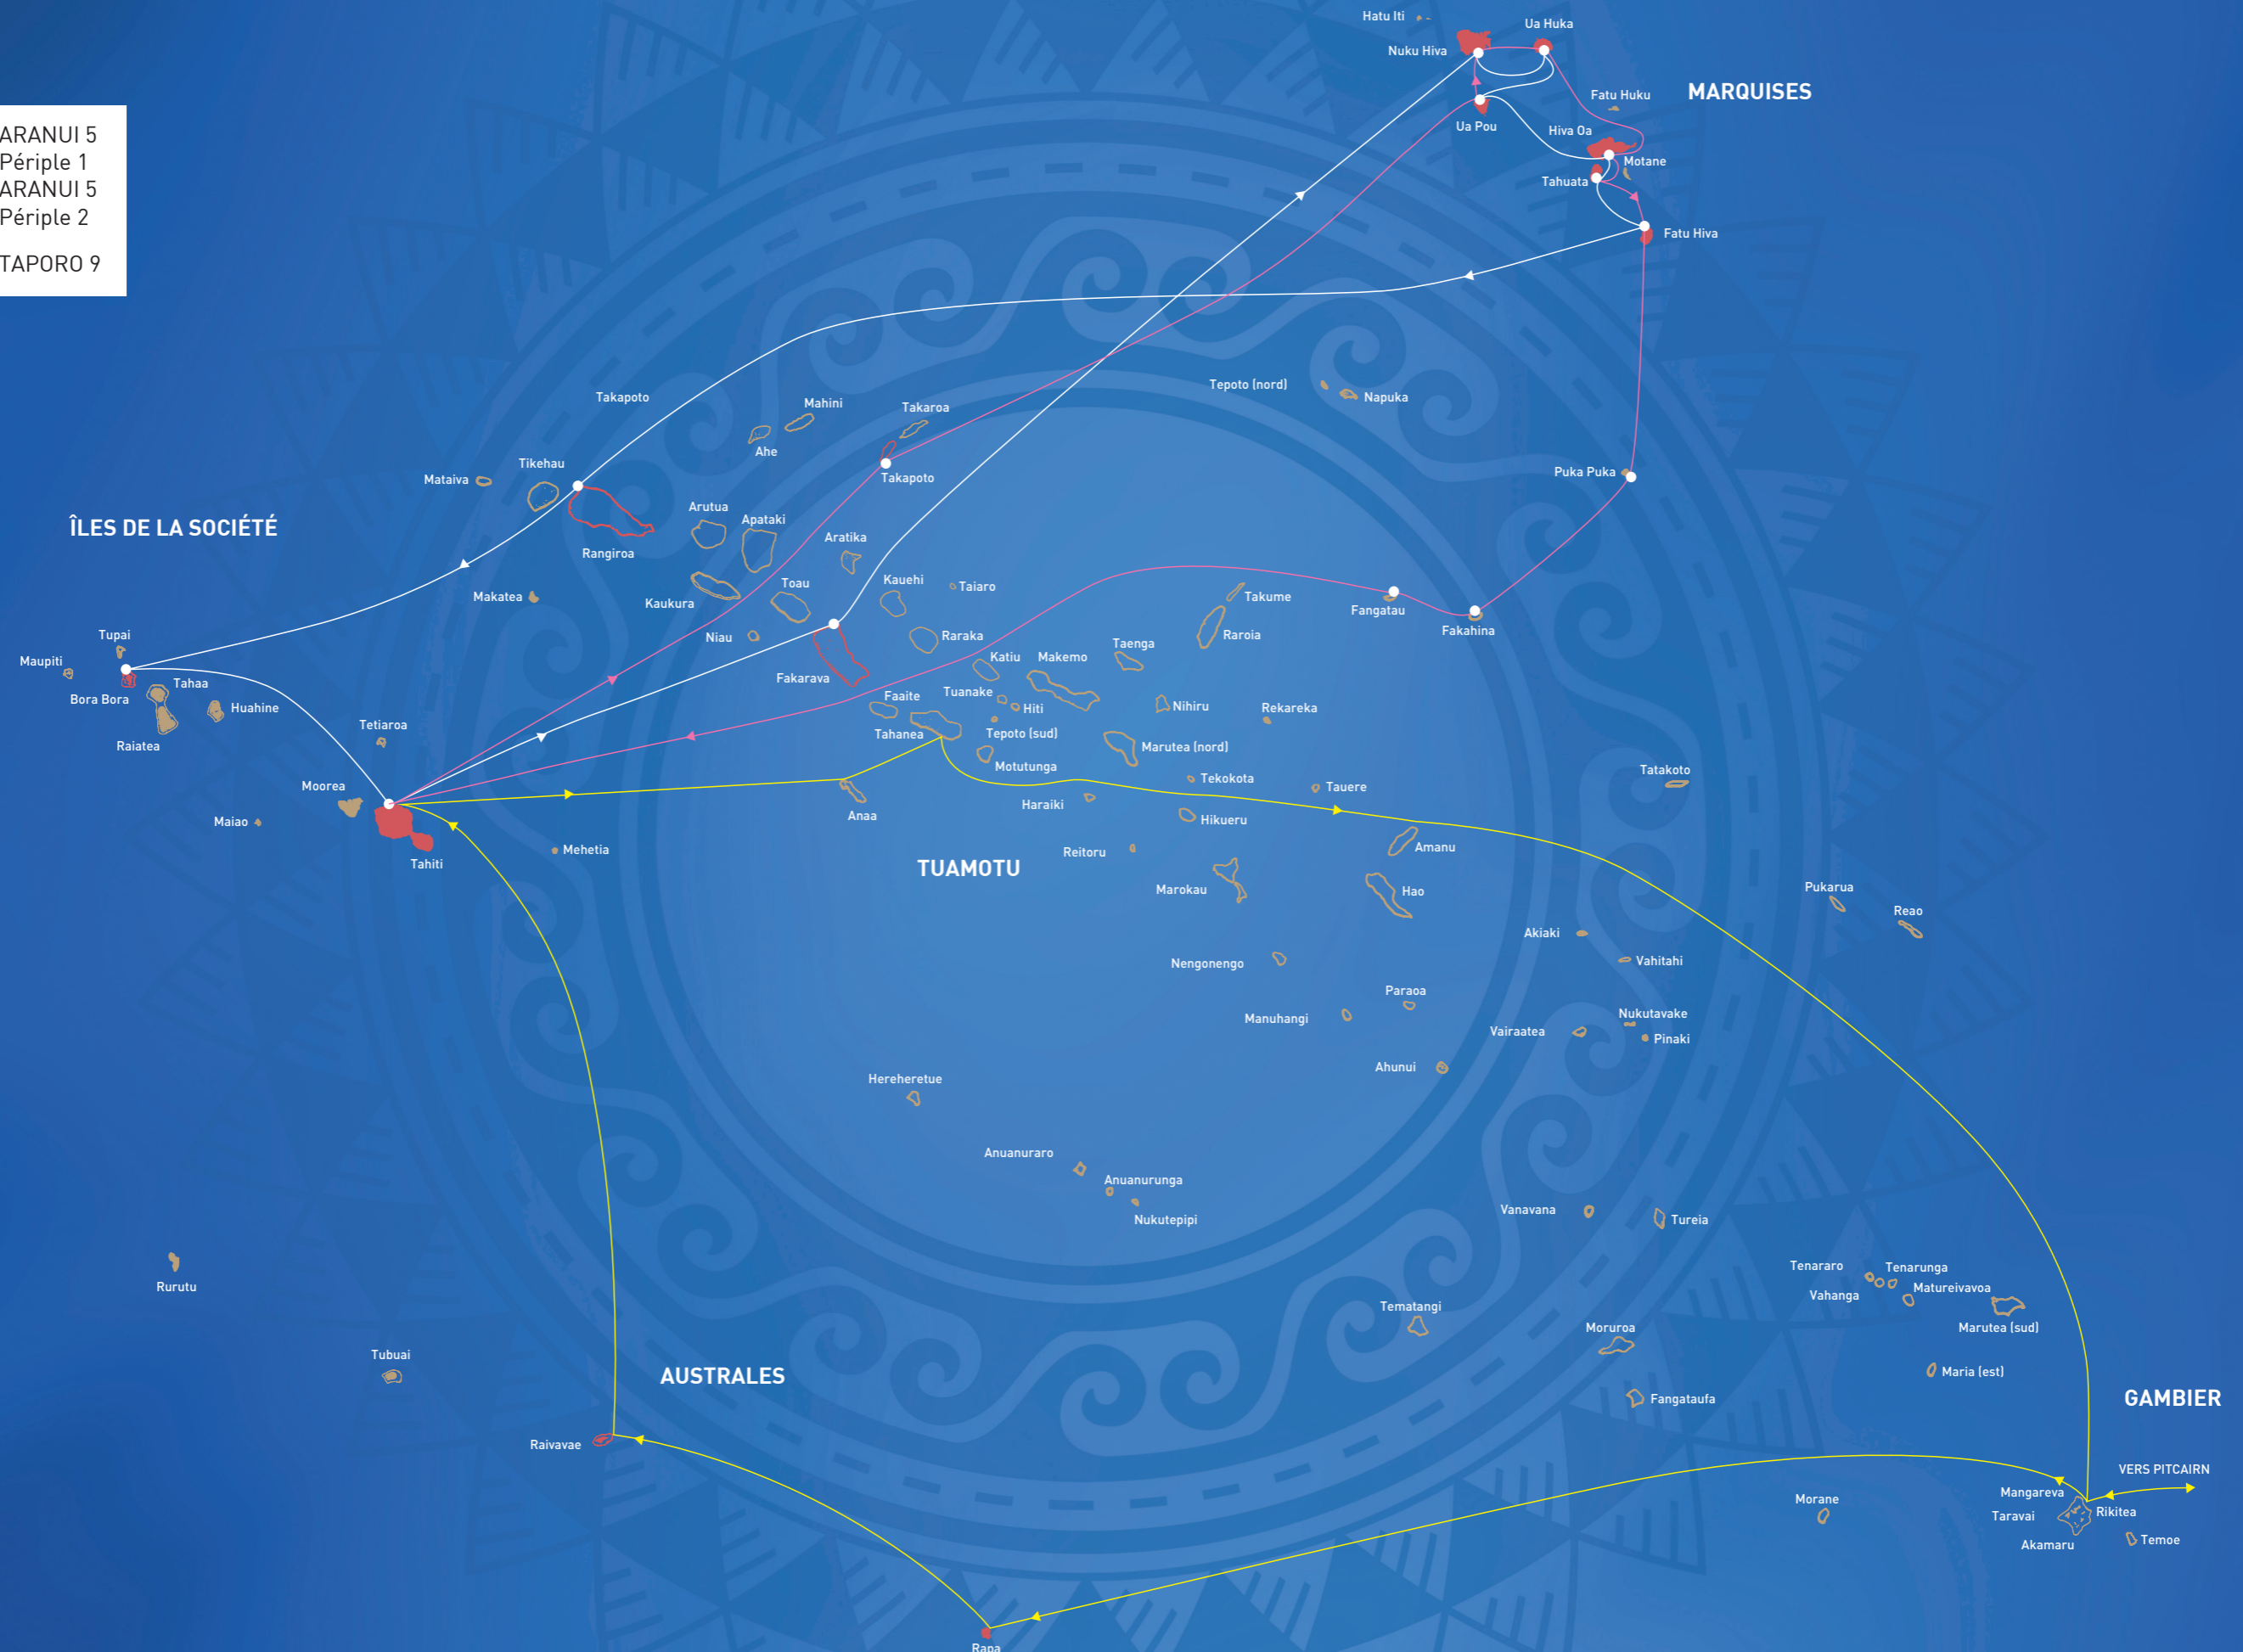 ARANUI 5
Périple 1
ARANUI 5
Périple 2
TAPORO 9
Hatu Iti
Ua Huka
Nuku Hiva
MARQUISES
Fatu Huku
Ua Pou
Hiva Oa
Motane
Tahuata
Fatu Hiva
Tepoto (nord)
Napuka
Takapoto
Mahini
Takaroa
Ahe
Tikehau
Mataiva
Takapoto
Puka Puka
Arutua
Apataki
ÎLES DE LA SOCIÉTÉ
Aratika
Rangiroa
Kauehi
Toau
Taiaro
Makatea
Kaukura
Takume
Fangatau
Fakahina
Tupai
Niau
Raraka
Raroia
Taenga
Maupiti
Katiu
Makemo
Fakarava
Tahaa
Tuanake
Faaite
Bora Bora
Huahine
Hiti
Nihiru
Rekareka
Tetiaroa
Tahanea
Tepoto (sud)
Raiatea
Marutea (nord)
Motutunga
Tatakoto
Tekokota
Moorea
Tauere
Haraiki
Anaa
Maiao
Hikueru
Mehetia
Reitoru
Amanu
Tahiti
TUAMOTU
Marokau
Hao
Pukarua
Reao
Akiaki
Nengonengo
Vahitahi
Paraoa
Manuhangi
Nukutavake
Vairaatea
Pinaki
Ahunui
Hereheretue
Anuanuraro
Anuanurunga
Nukutepipi
Vanavana
Tureia
Tenararo
Tenarunga
Rurutu
Matureivavoa
Vahanga
Tematangi
Moruroa
Marutea (sud)
Tubuai
AUSTRALES
Maria (est)
Fangataufa
GAMBIER
Raivavae
VERS PITCAIRN
Mangareva
Morane
Rikitea
Taravai
Temoe
Akamaru
Rapa